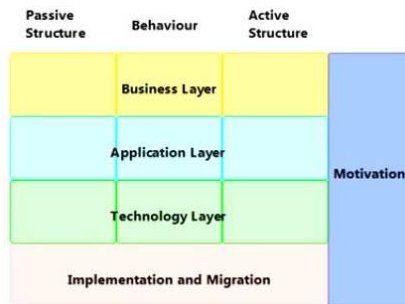 Passive
Structure
Behaviour
Active
Structure
Business Layer
Application Layer
Motivation
Technology Layer
Implementation and Migration